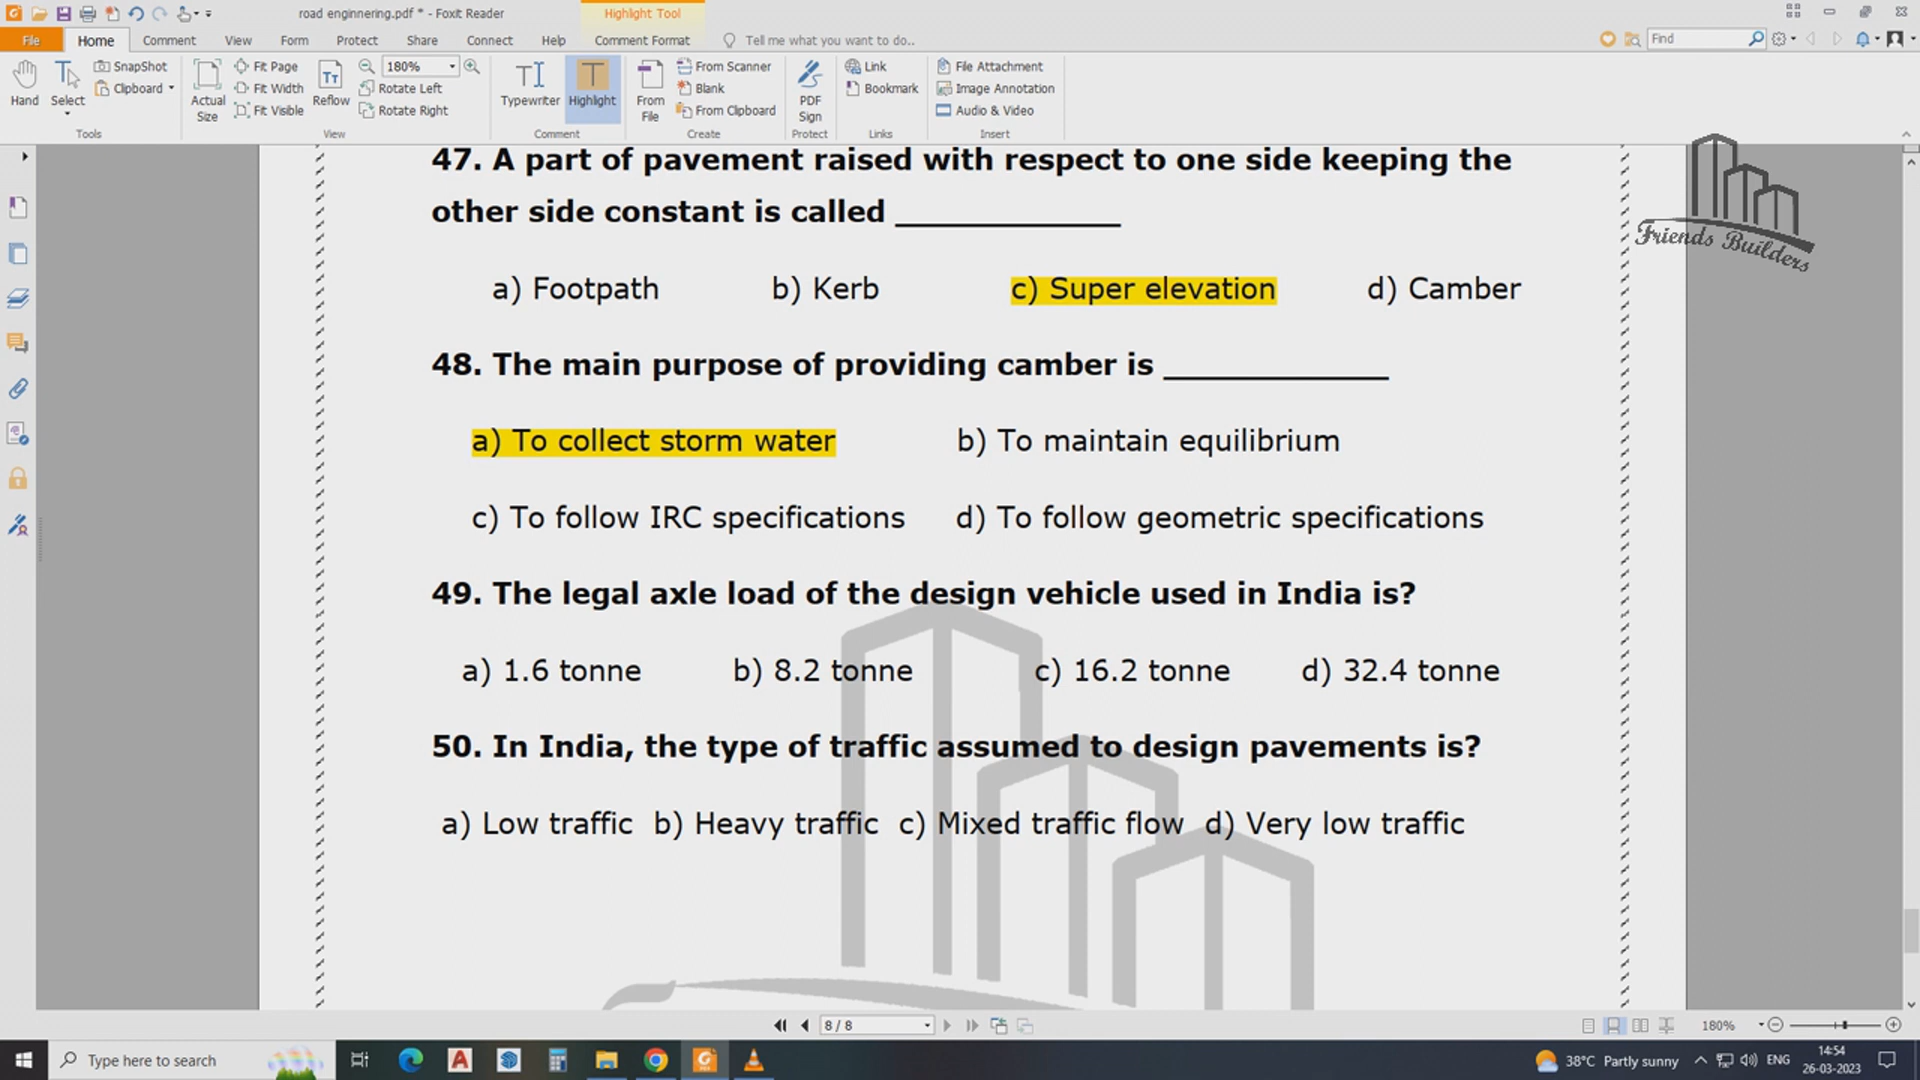 road enginnering.pdf * - Foxit Reader
Highlight Tool
File Home Comment View Form Protect Share Connect Help Comment Format Tell me what you want to do..
Find
Hand
Select
SnapShot
Clipboard
Tools
Actual Size
Fit Page
Fit Width
Fit Visible
Reflow
180%
Rotate Left
Rotate Right
View
Typewriter
Highlight
Comment
From File
From Scanner
Blank
From Clipboard
Create
PDF Sign
Protect
Link
Bookmark
Links
File Attachment
Image Annotation
Audio & Video
Insert
Friends Builders
47. A part of pavement raised with respect to one side keeping the
other side constant is called ____________
a) Footpath b) Kerb c) Super elevation d) Camber
48. The main purpose of providing camber is ____________
a) To collect storm water b) To maintain equilibrium
c) To follow IRC specifications d) To follow geometric specifications
49. The legal axle load of the design vehicle used in India is?
a) 1.6 tonne b) 8.2 tonne c) 16.2 tonne d) 32.4 tonne
50. In India, the type of traffic assumed to design pavements is?
a) Low traffic b) Heavy traffic c) Mixed traffic flow d) Very low traffic
8 / 8
180%
Type here to search
38°C Partly sunny
ENG
14:54
26-03-2023